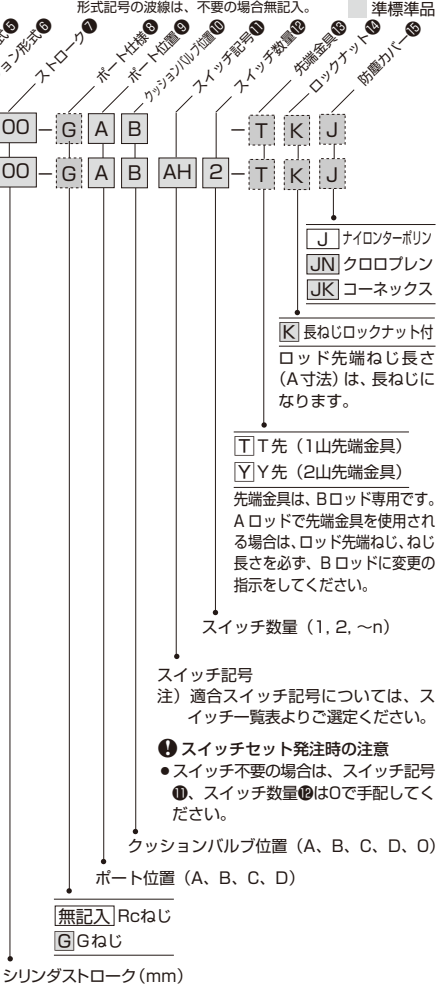 形式記号の波線は、不要の場合無記入。
準標準品
ション形式❻
ストローク❼
ポート仕様❽
ポート位置❾
クッションバルブ位置❿
スイッチ記号⓫
スイッチ数量⓬
先端金具⓭
ロックナット⓮
防塵カバー⓯
00 - G A B - T K J
00 - G A B AH 2 - T K J
J ナイロンターポリン
JN クロロプレン
JK コーネックス
K 長ねじロックナット付
ロッド先端ねじ長さ
(A寸法)は、長ねじに
なります。
T T先(1山先端金具)
Y Y先(2山先端金具)
先端金具は、Bロッド専用です。
Aロッドで先端金具を使用され
る場合は、ロッド先端ねじ、ねじ
長さを必ず、Bロッドに変更の
指示をしてください。
スイッチ数量(1, 2, ～n)
スイッチ記号
注)適合スイッチ記号については、ス
イッチ一覧表よりご選定ください。
スイッチセット発注時の注意
●スイッチ不要の場合は、スイッチ記号
⓫、スイッチ数量⓬は0で手配してく
ださい。
クッションバルブ位置(A、B、C、D、0)
ポート位置(A、B、C、D)
無記入 Rcねじ
G Gねじ
シリンダストローク(mm)